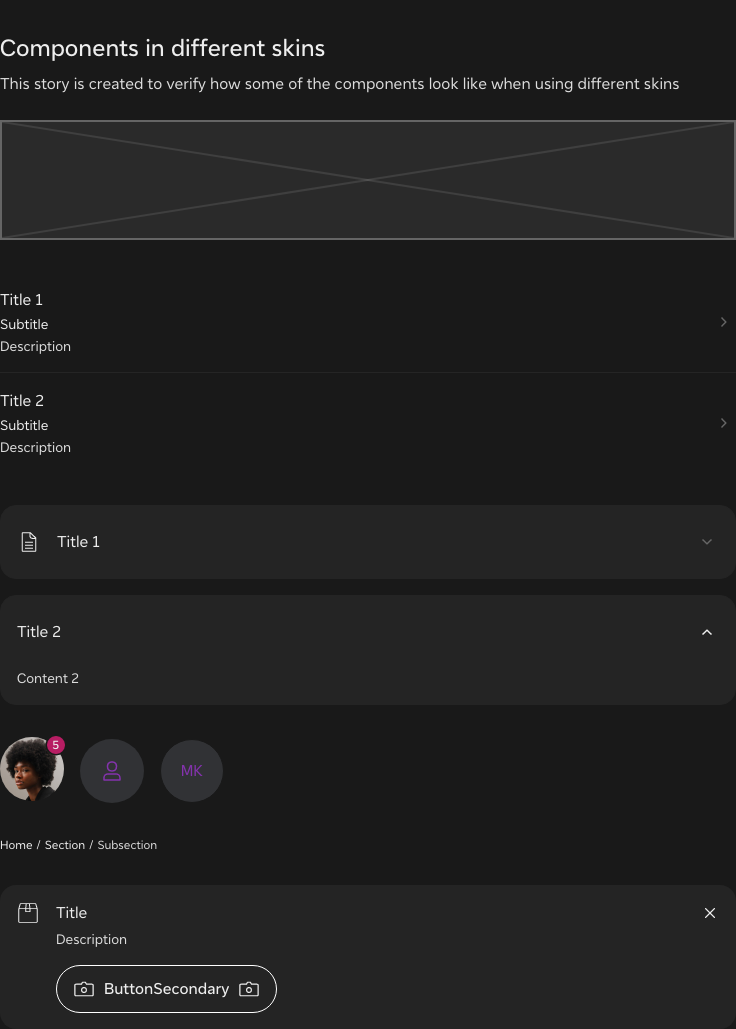 Components in different skins
This story is created to verify how some of the components look like when using different skins
Title 1
Subtitle
Description
Title 2
Subtitle
Description
Title 1
Title 2
Content 2
5
MK
Home / Section / Subsection
Title
Description
ButtonSecondary